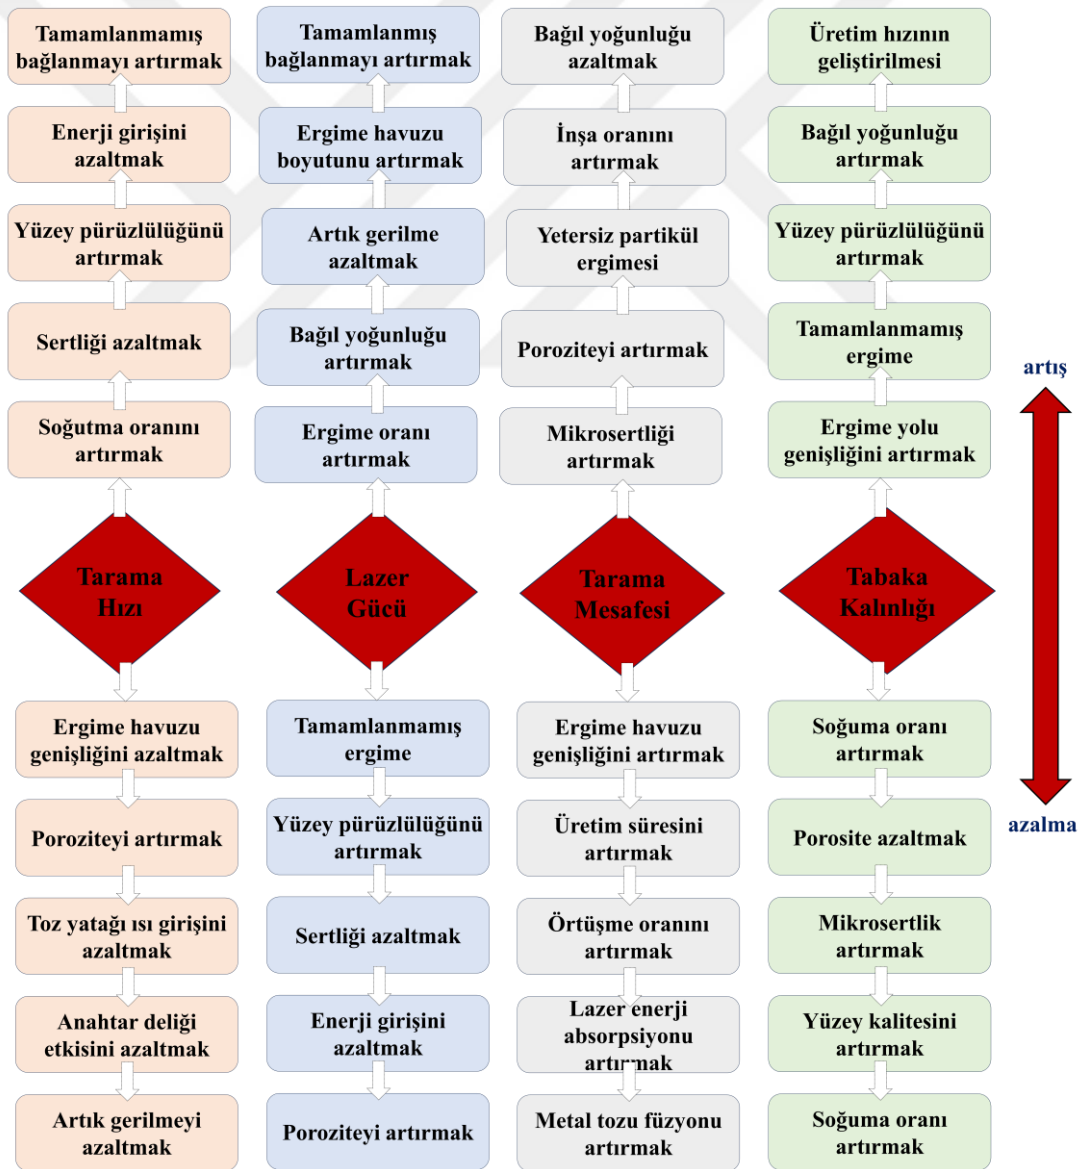 Tamamlanmamış
bağlanmayı artırmak
Enerji girişini
azaltmak
Yüzey pürüzlülüğünü
artırmak
Sertliği azaltmak
Soğutma oranını
artırmak
Tarama
Hızı
Ergime havuzu
genişliğini azaltmak
Poroziteyi artırmak
Toz yatağı ısı girişini
azaltmak
Anahtar deliği
etkisini azaltmak
Artık gerilmeyi
azaltmak
Tamamlanmış
bağlanmayı artırmak
Ergime havuzu
boyutunu artırmak
Artık gerilme
azaltmak
Bağıl yoğunluğu
artırmak
Ergime oranı
artırmak
Lazer
Gücü
Tamamlanmamış
ergime
Yüzey pürüzlülüğünü
artırmak
Sertliği azaltmak
Enerji girişini
azaltmak
Poroziteyi artırmak
Bağıl yoğunluğu
azaltmak
İnşa oranını
artırmak
Yetersiz partikül
ergimesi
Poroziteyi artırmak
Mikrosertliği
artırmak
Tarama
Mesafesi
Ergime havuzu
genişliğini artırmak
Üretim süresini
artırmak
Örtüşme oranını
artırmak
Lazer enerji
absorpsiyonu
artırmak
Metal tozu füzyonu
artırmak
Üretim hızının
geliştirilmesi
Bağıl yoğunluğu
artırmak
Yüzey pürüzlülüğünü
artırmak
Tamamlanmamış
ergime
Ergime yolu
genişliğini artırmak
Tabaka
Kalınlığı
Soğuma oranı
artırmak
Porosite azaltmak
Mikrosertlik
artırmak
Yüzey kalitesini
artırmak
Soğuma oranı
artırmak
artış
azalma